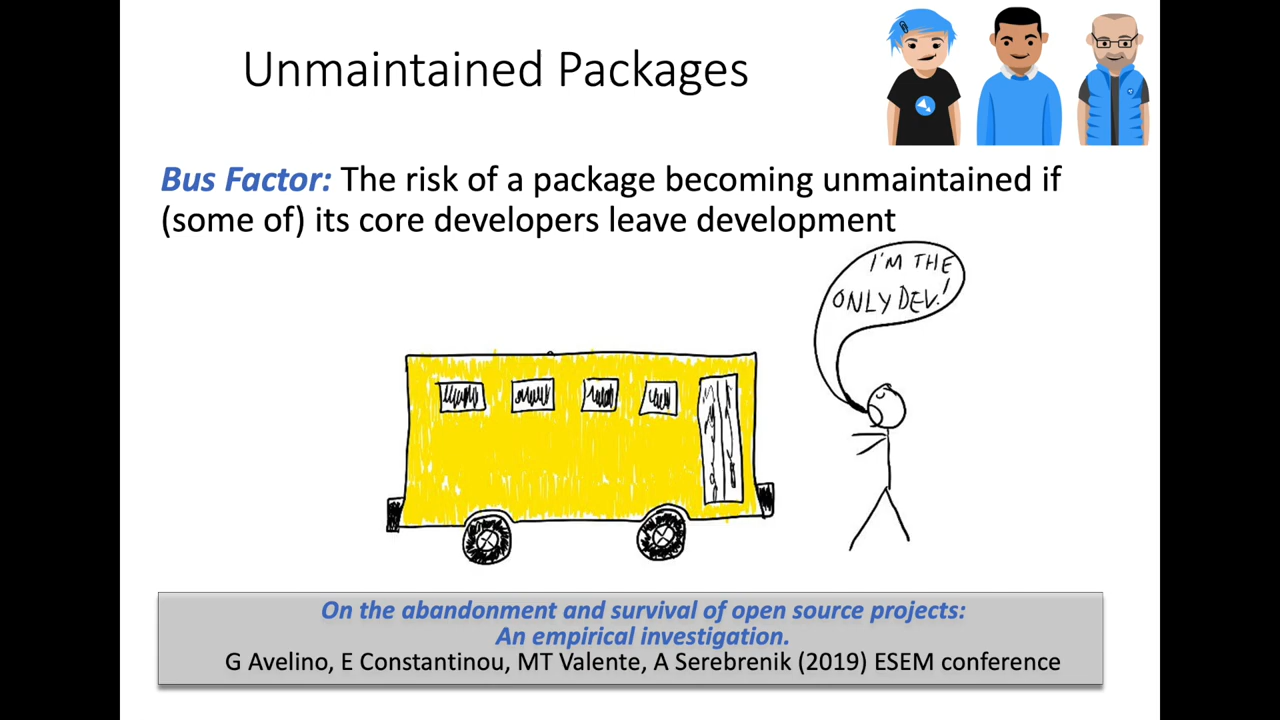 Unmaintained Packages
Bus Factor: The risk of a package becoming unmaintained if
(some of) its core developers leave development
I'M THE
ONLY DEV!
On the abandonment and survival of open source projects:
An empirical investigation.
G Avelino, E Constantinou, MT Valente, A Serebrenik (2019) ESEM conference